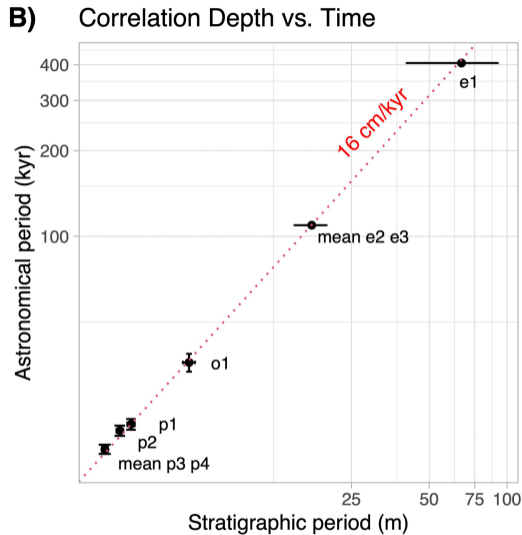 B) Correlation Depth vs. Time
400
300
200
100
Astronomical period (kyr)
16 cm/kyr
e1
mean e2 e3
o1
p1
p2
mean p3 p4
25 50 75 100
Stratigraphic period (m)